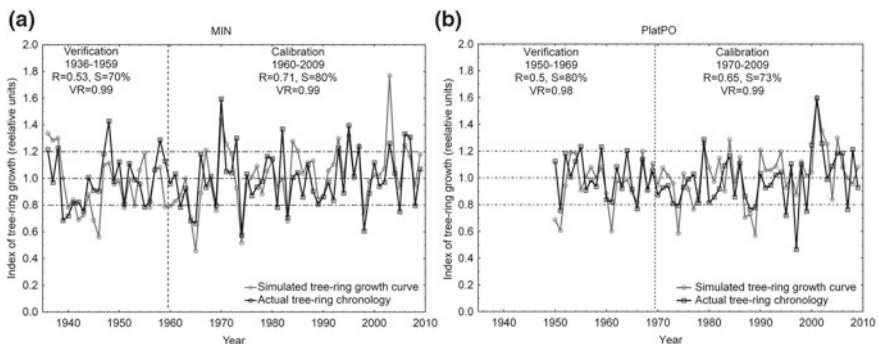 (a)
MIN
Index of tree-ring growth (reelative units)
2.0
1.8
1.6
1.4
1.2
1.0
0.8
0.6
0.4
0.2
0.0
Verification
1936-1959
R=0.53, S=70%
VR=0.99
Calibration
1960-2009
R=0.71, S=80%
VR=0.99
Simulated tree-ring growth curve
Actual tree-ring chronology
1940 1950 1960 1970 1980 1990 2000 2010
Year
(b)
PlatPO
Index of tree-ring growth (reelative units)
2.0
1.8
1.6
1.4
1.2
1.0
0.8
0.6
0.4
0.2
0.0
Verification
1950-1969
R=0.5, S=80%
VR=0.98
Calibration
1970-2009
R=0.65, S=73%
VR=0.99
Simulated tree-ring growth curve
Actual tree-ring chronology
1940 1950 1960 1970 1980 1990 2000 2010
Year